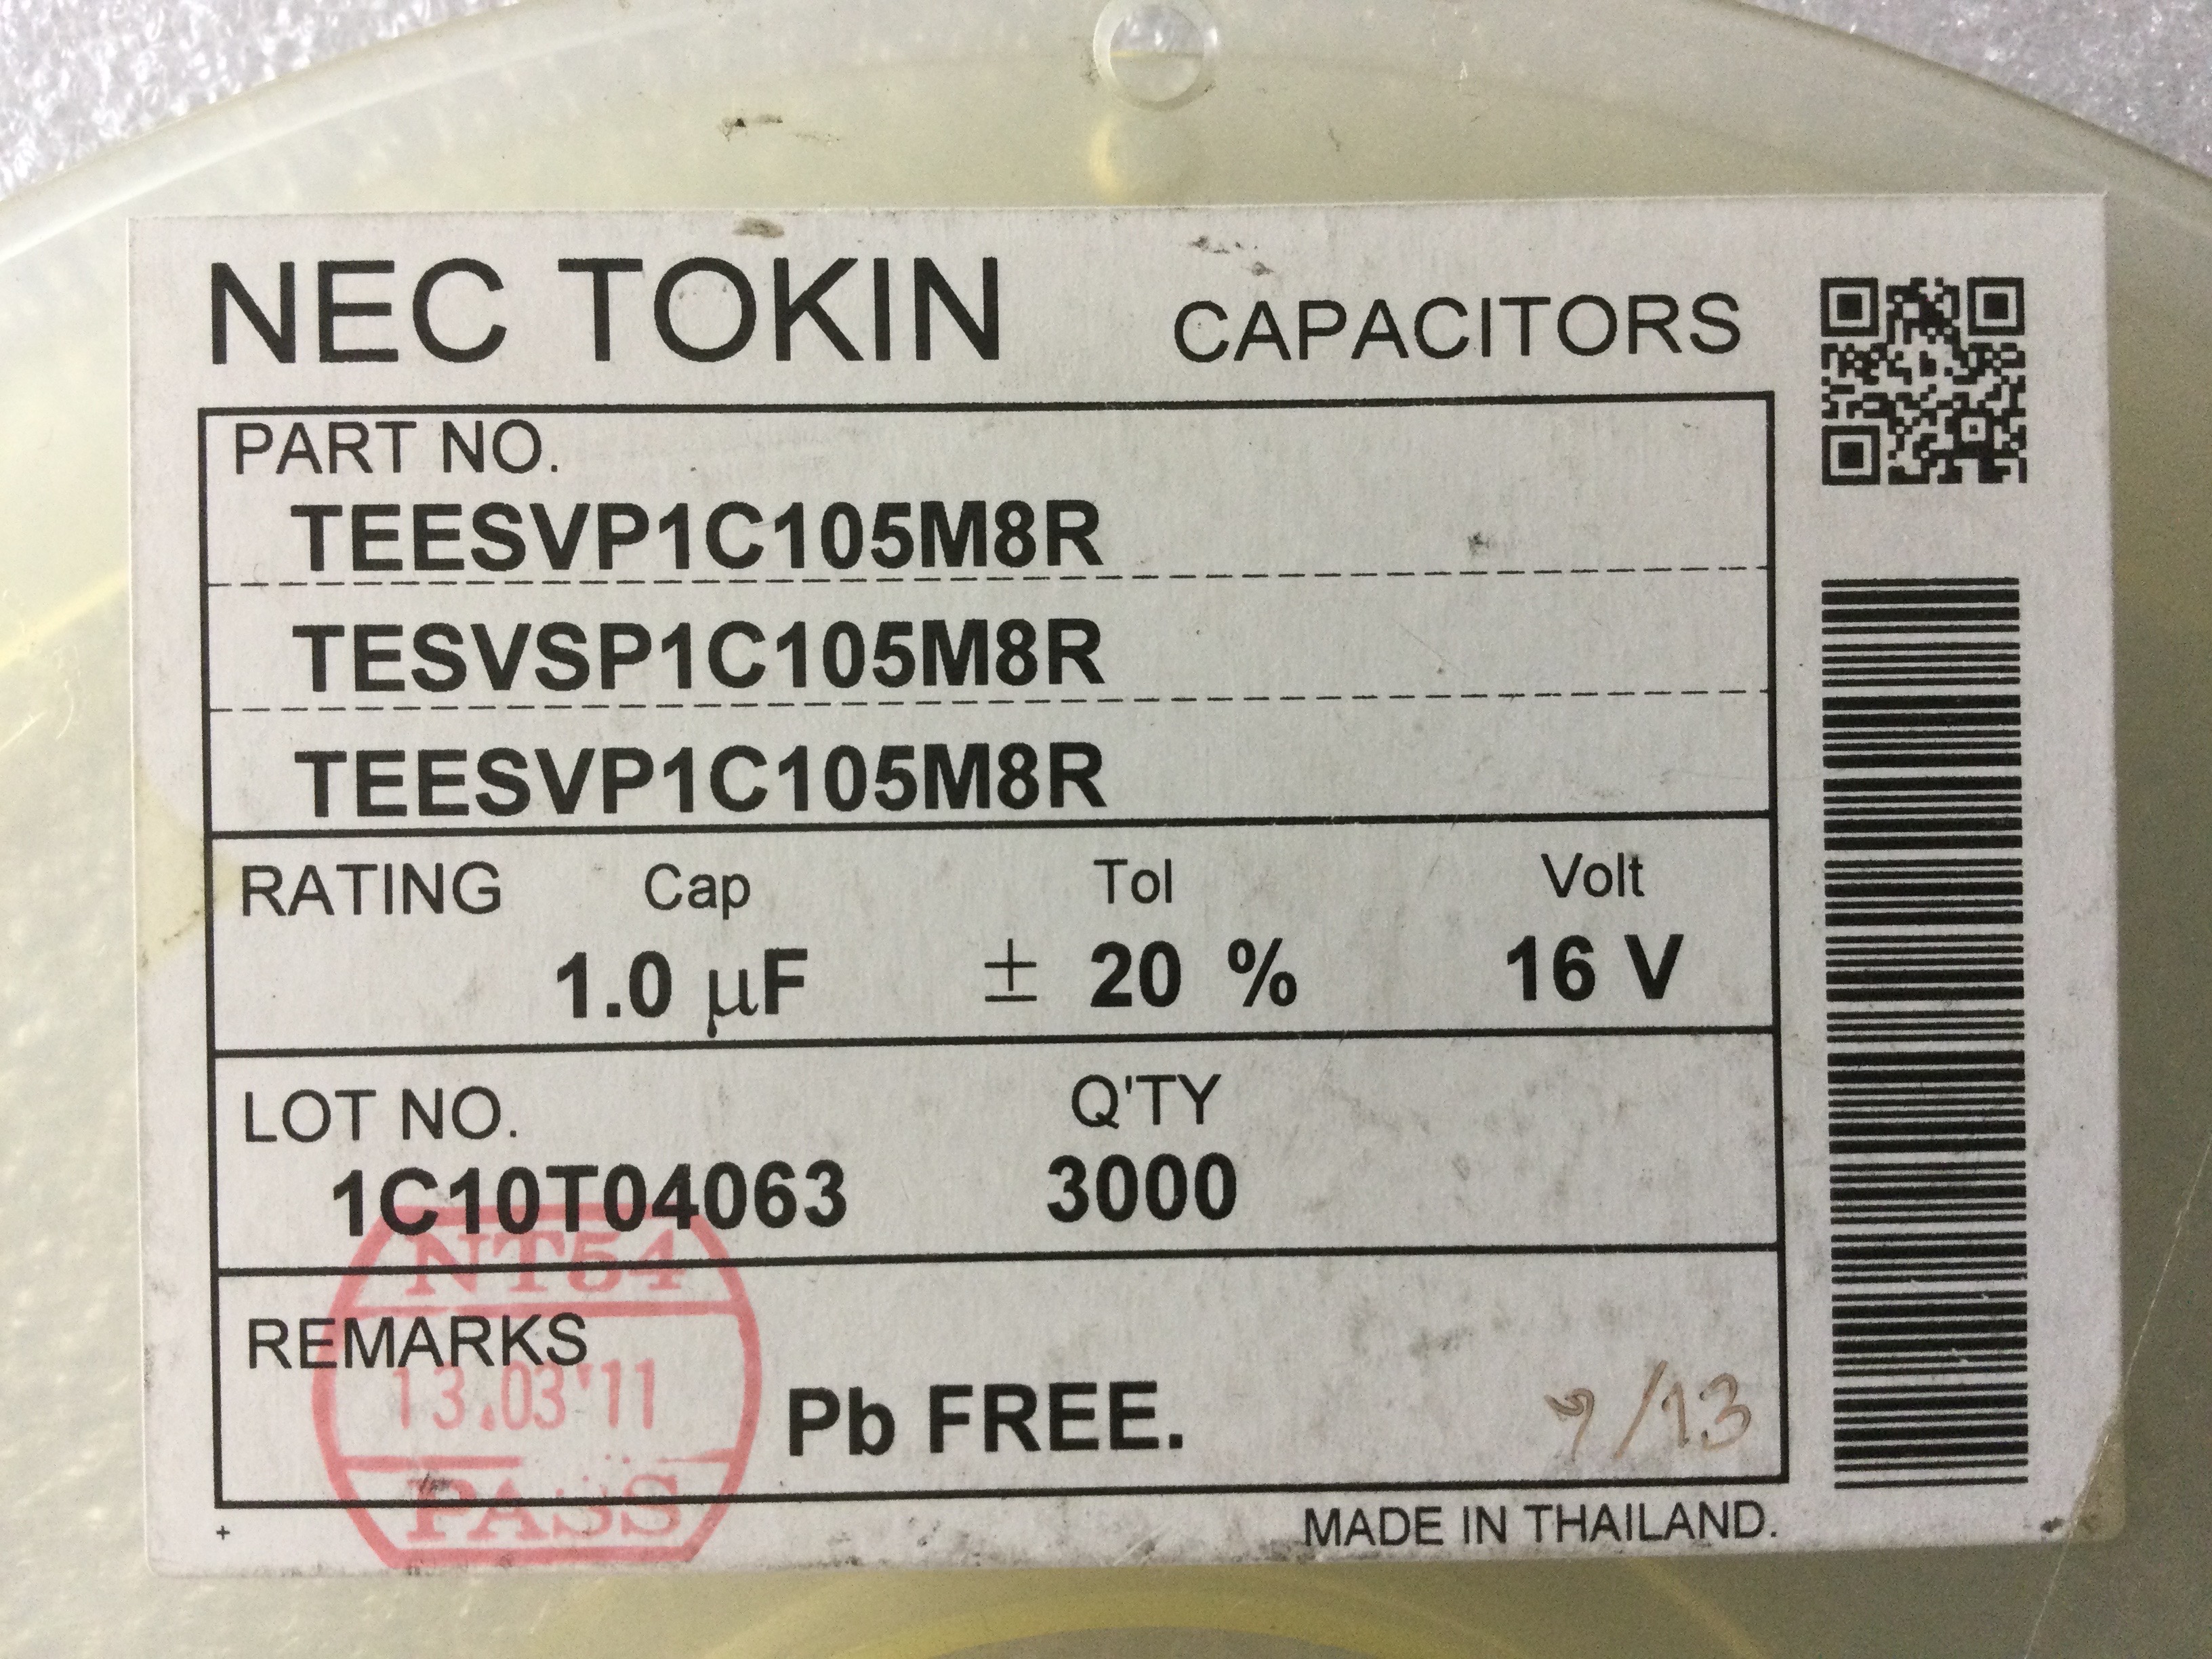 NEC TOKIN CAPACITORS
PART NO.
TEESVP1C105M8R
TESVSP1C105M8R
TEESVP1C105M8R
RATING Cap Tol Volt
1.0 µF ± 20 % 16 V
LOT NO. Q'TY
1C10T04063 3000
NT54
REMARKS
13.03'11
Pb FREE. 9/13
PASS
MADE IN THAILAND.